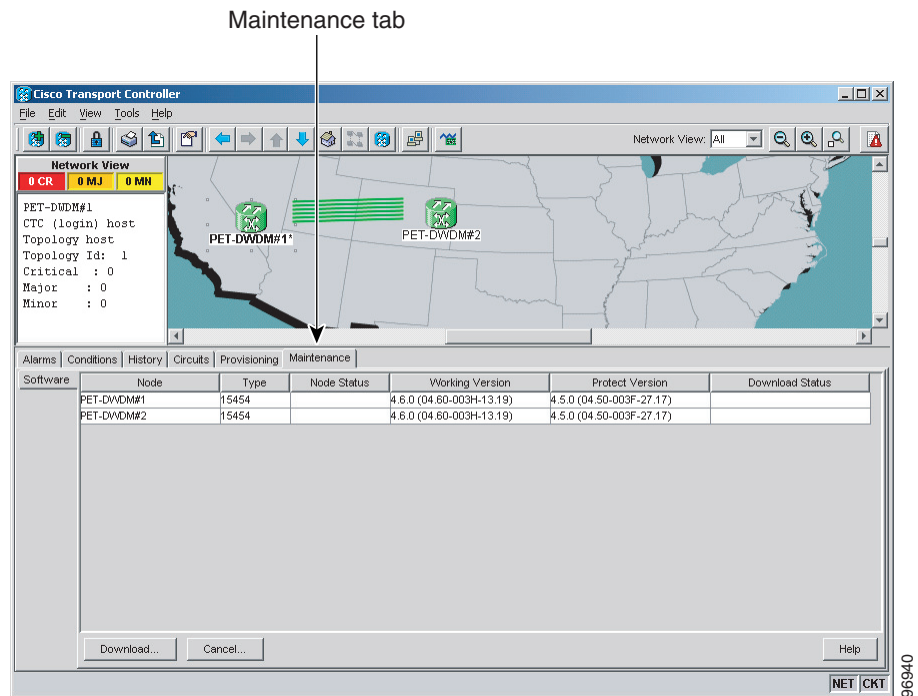 Maintenance tab
Cisco Transport Controller
File Edit View Tools Help
Network View: All
Network View
0 CR 0 MJ 0 MN
PET-DWDM#1
CTC (login) host
Topology host
Topology Id: 1
Critical : 0
Major : 0
Minor : 0
PET-DWDM#1*
PET-DWDM#2
Alarms Conditions History Circuits Provisioning Maintenance
Software
Node Type Node Status Working Version Protect Version Download Status
PET-DWDM#1 15454 4.6.0 (04.60-003H-13.19) 4.5.0 (04.50-003F-27.17)
PET-DWDM#2 15454 4.6.0 (04.60-003H-13.19) 4.5.0 (04.50-003F-27.17)
Download... Cancel... Help
NET CKT
96940